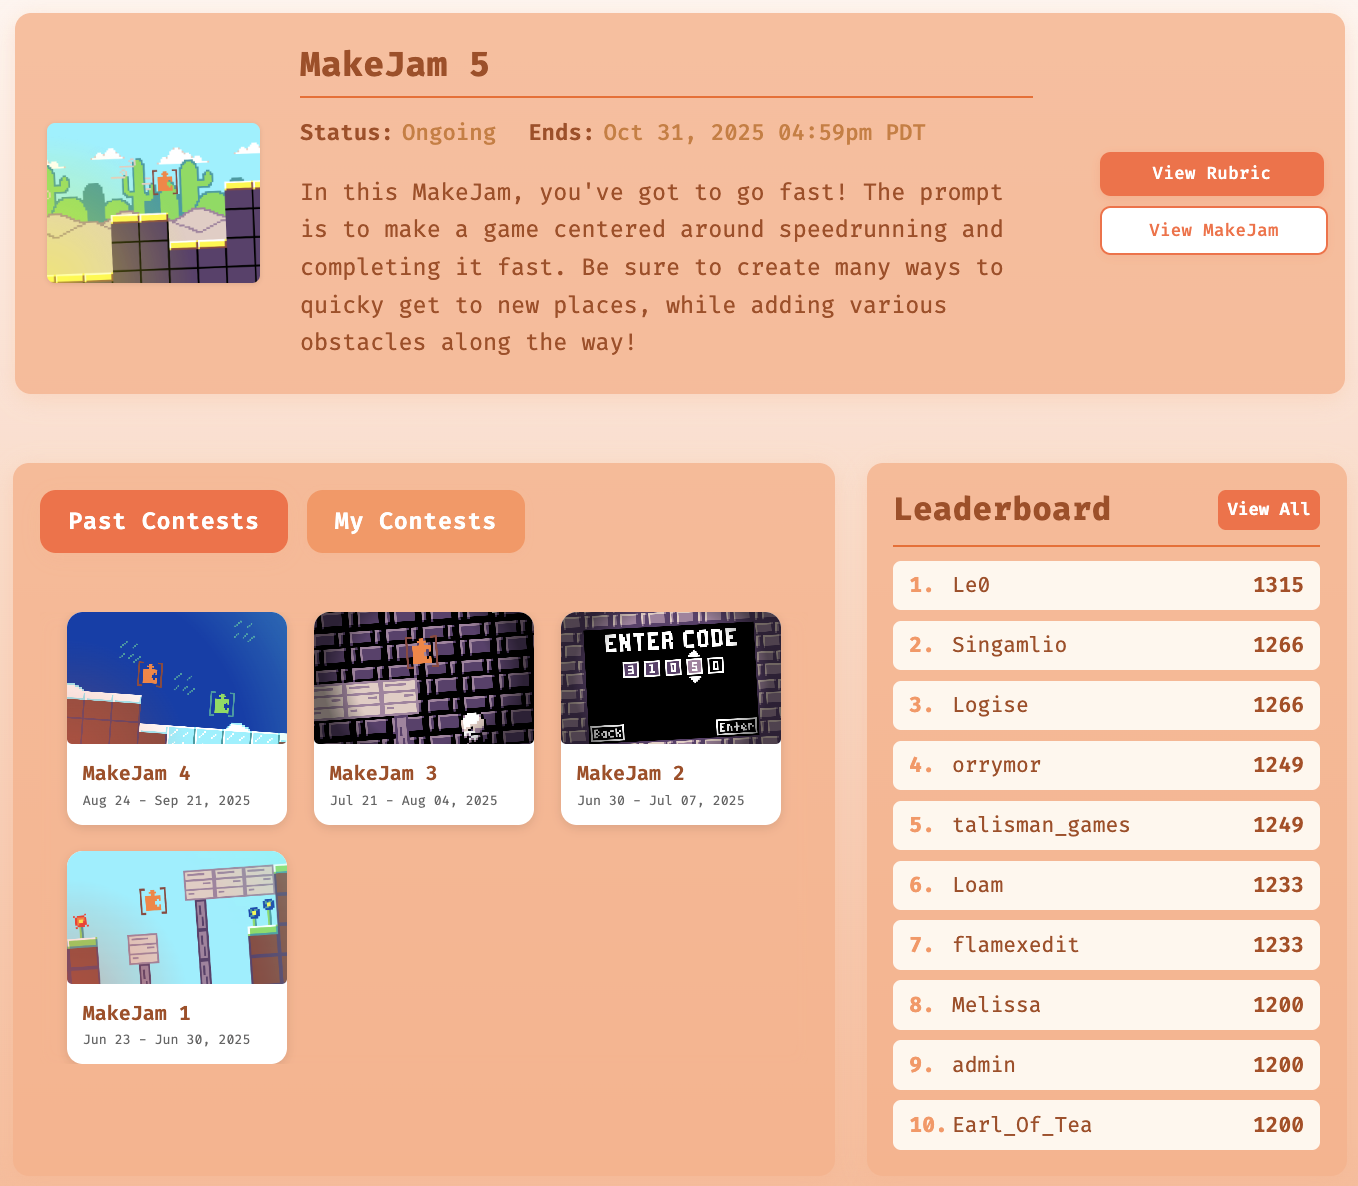 MakeJam 5
Status: Ongoing Ends: Oct 31, 2025 04:59pm PDT
In this MakeJam, you've got to go fast! The prompt
is to make a game centered around speedrunning and
completing it fast. Be sure to create many ways to
quicky get to new places, while adding various
obstacles along the way!
View Rubric
View MakeJam
Past Contests
My Contests
ENTER CODE
3 1 0 5 0
Back
Enter
MakeJam 4
Aug 24 - Sep 21, 2025
MakeJam 3
Jul 21 - Aug 04, 2025
MakeJam 2
Jun 30 - Jul 07, 2025
MakeJam 1
Jun 23 - Jun 30, 2025
Leaderboard
View All
1. Le0 1315
2. Singamlio 1266
3. Logise 1266
4. orrymor 1249
5. talisman_games 1249
6. Loam 1233
7. flamexedit 1233
8. Melissa 1200
9. admin 1200
10. Earl_Of_Tea 1200